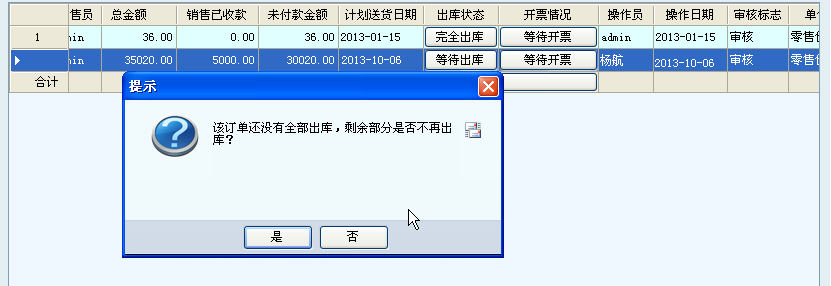 售员 总金额 销售已收款 未付款金额 计划送货日期 出库状态 开票情况 操作员 操作日期 审核标志 单
1 min 36.00 0.00 36.00 2013-01-15 完全出库 等待开票 admin 2013-01-15 审核 零售价
min 35020.00 5000.00 30020.00 2013-10-06 等待出库 等待开票 杨航 2013-10-06 审核 零售价
合计
提示
该订单还没有全部出库，剩余部分是否不再出
库？
是 否